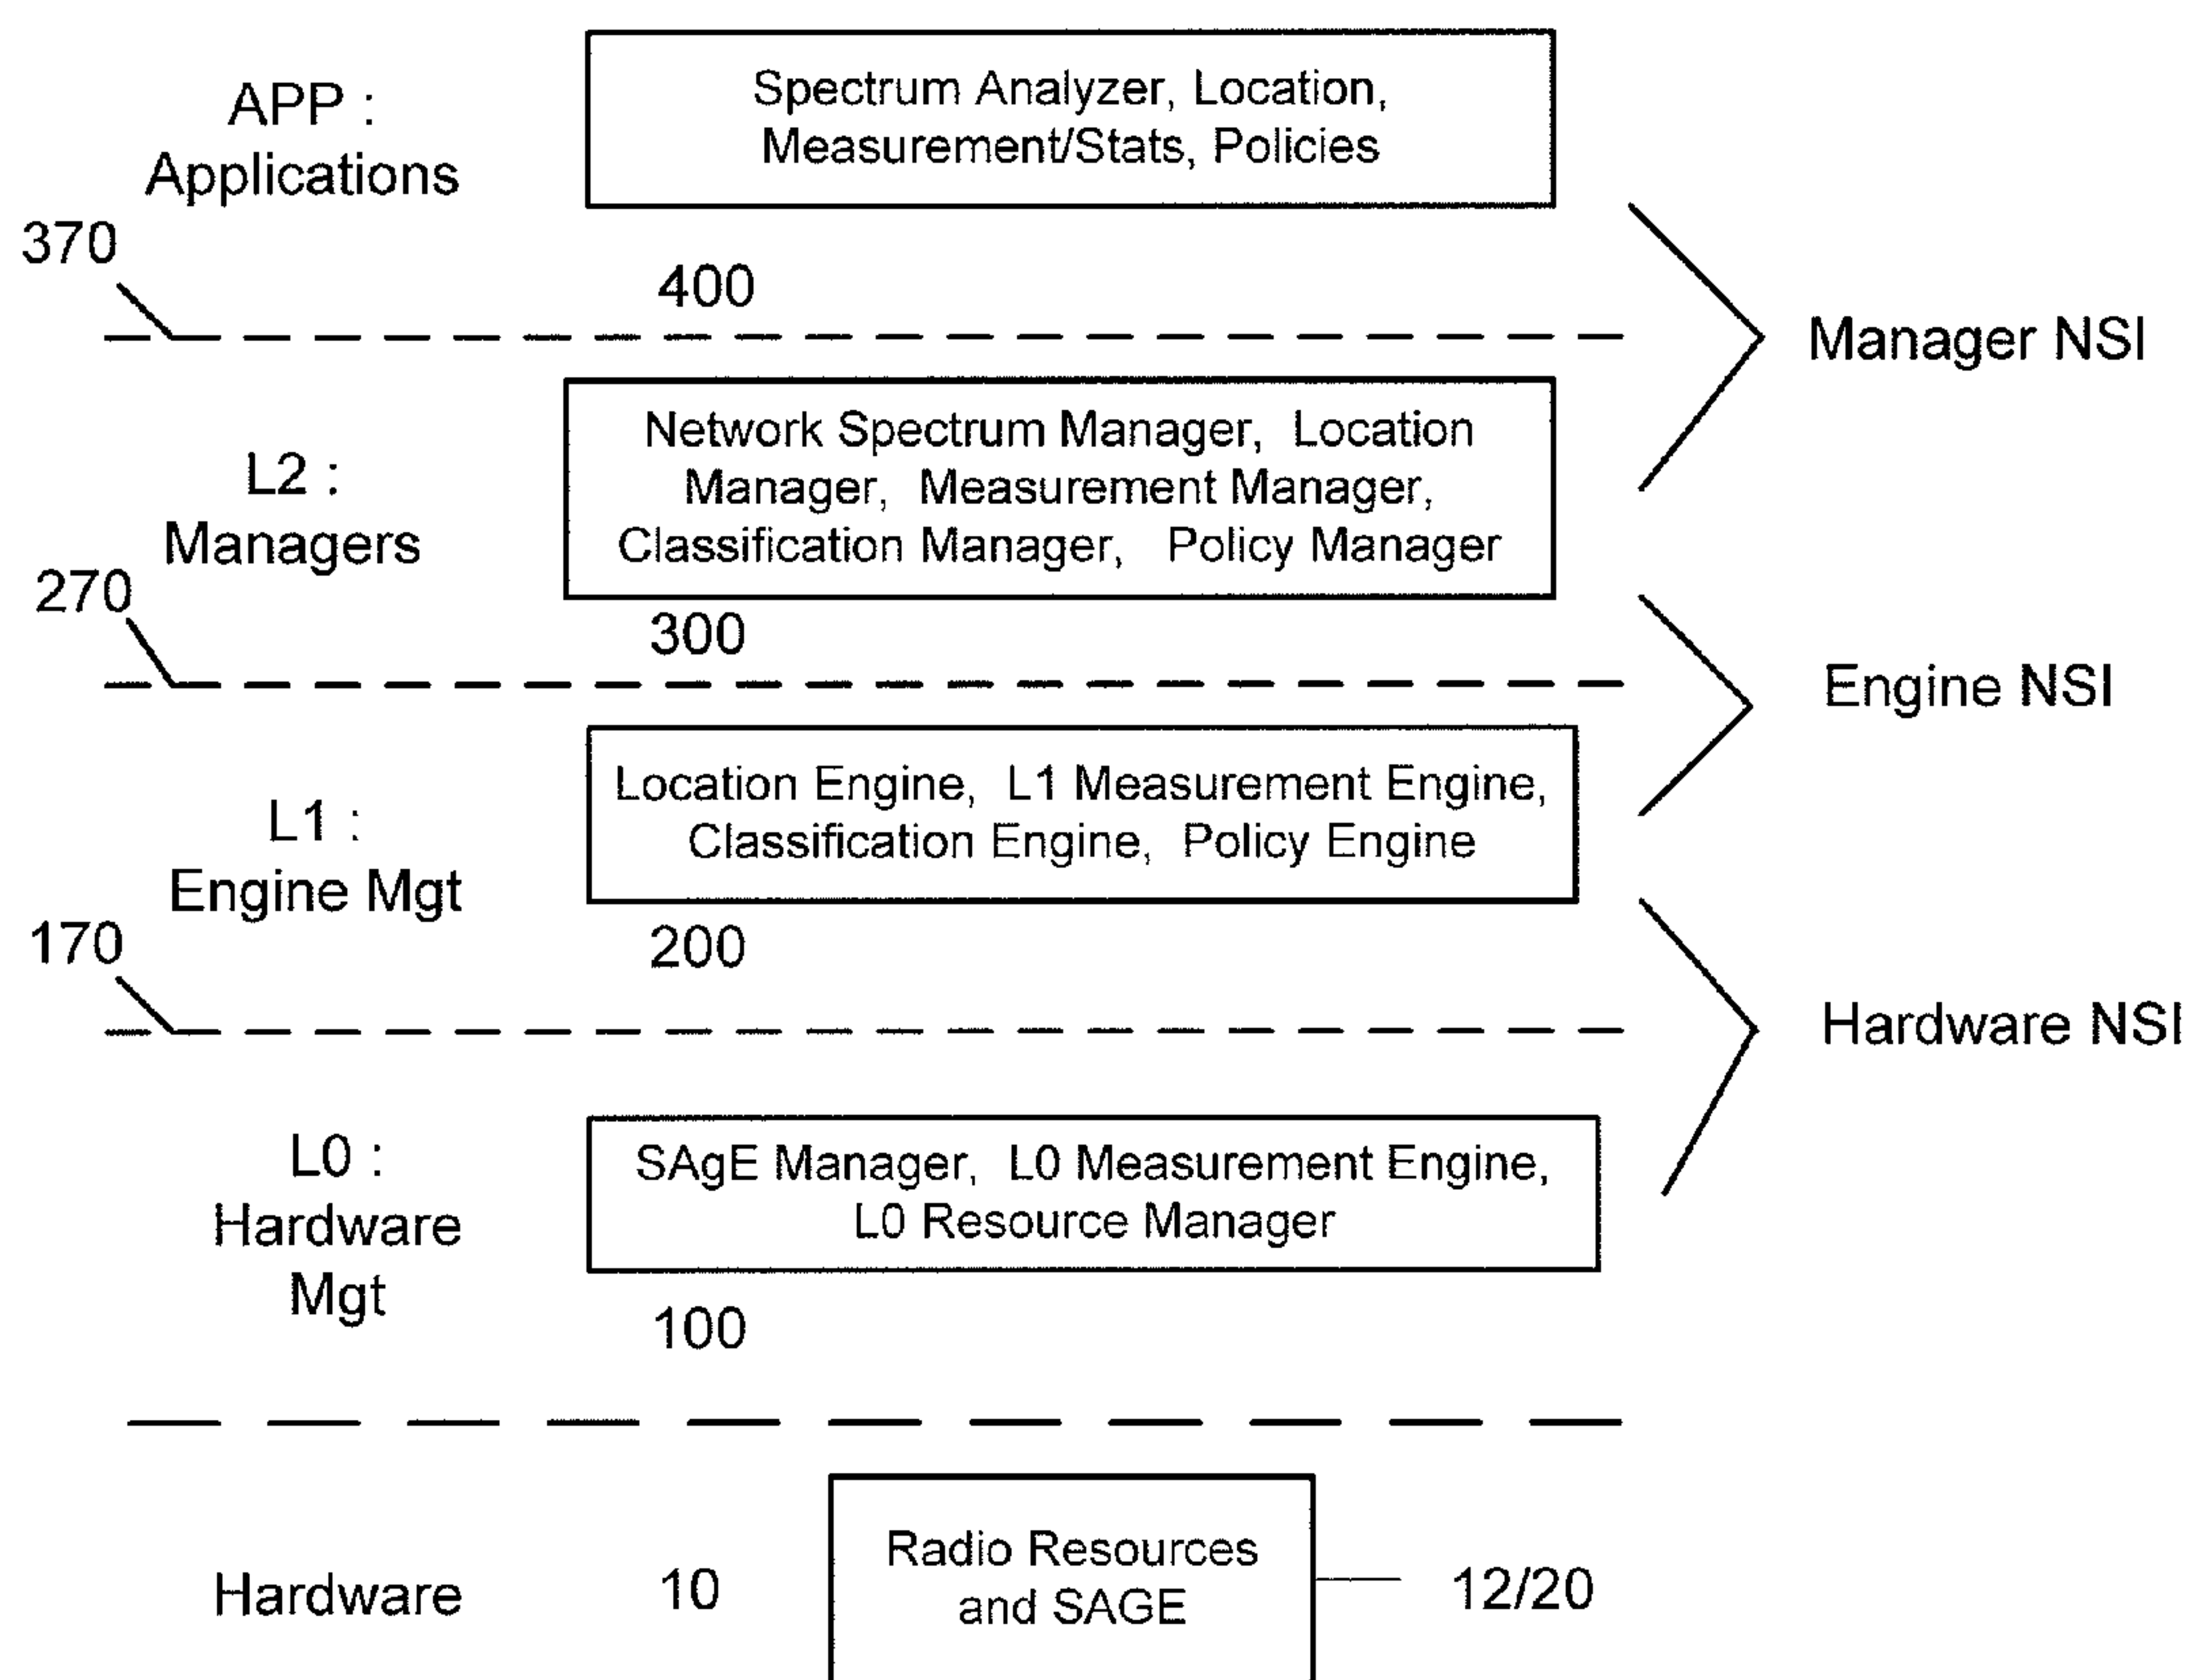 APP :
Applications
Spectrum Analyzer, Location,
Measurement/Stats, Policies
370
400
Manager NSI
L2 :
Managers
Network Spectrum Manager, Location
Manager, Measurement Manager,
Classification Manager, Policy Manager
270
300
Engine NSI
L1 :
Engine Mgt
Location Engine, L1 Measurement Engine,
Classification Engine, Policy Engine
170
200
Hardware NSI
L0 :
Hardware
Mgt
SAgE Manager, L0 Measurement Engine,
L0 Resource Manager
100
Hardware
10
Radio Resources
and SAGE
12/20